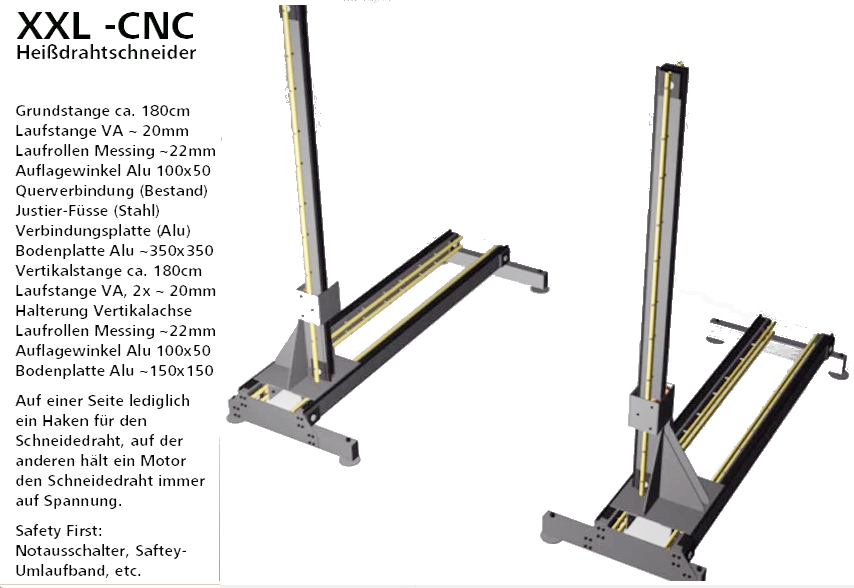 XXL -CNC
Heißdrahtschneider
Grundstange ca. 180cm
Laufstange VA ~ 20mm
Laufrollen Messing ~22mm
Auflagewinkel Alu 100x50
Querverbindung (Bestand)
Justier-Füsse (Stahl)
Verbindungsplatte (Alu)
Bodenplatte Alu ~350x350
Vertikalstange ca. 180cm
Laufstange VA, 2x ~ 20mm
Halterung Vertikalachse
Laufrollen Messing ~22mm
Auflagewinkel Alu 100x50
Bodenplatte Alu ~150x150
Auf einer Seite lediglich
ein Haken für den
Schneidedraht, auf der
anderen hält ein Motor
den Schneidedraht immer
auf Spannung.
Safety First:
Notausschalter, Saftey-
Umlaufband, etc.